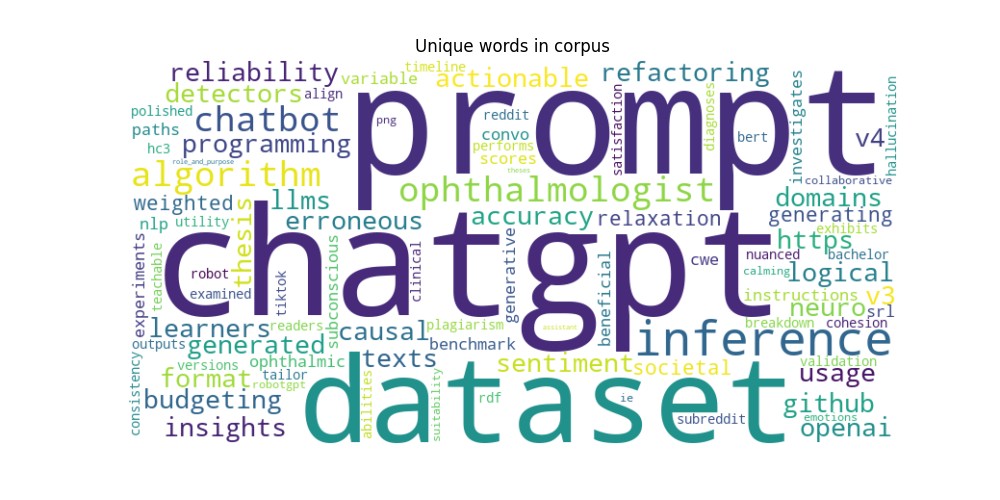 Unique words in corpus
timeline
reliability
variable
actionable
refactoring
prompt
detectors
align
polished
chatbot
png
reddit
convo
performs
scores
theses
satisfaction
diagnoses
bert
investigates
v4
hallucination
paths
hc3
programming
role_and_purpose
algorithm
ophthalmologist
collaborative
domains
weighted
llms
nlp
utility
erroneous
accuracy
relaxation
generating
exhibits
thesis
chatgpt
https
experiments
teachable
robot
examined
tiktok
subconscious
clinical
generative
beneficial
cwe
nuanced
bachelor
calming
logical
instructions
v3
neuro
srl
learners
readers
causal
plagiarism
assistant
inference
breakdown
cohesion
outputs
generated
benchmark
texts
sentiment
societal
validation
versions
ophthalmic
format
tailor
robotgpt
usage
consistency
budgeting
dataset
abilities
suitability
rdf
ie
subreddit
github
emotions
insights
openai